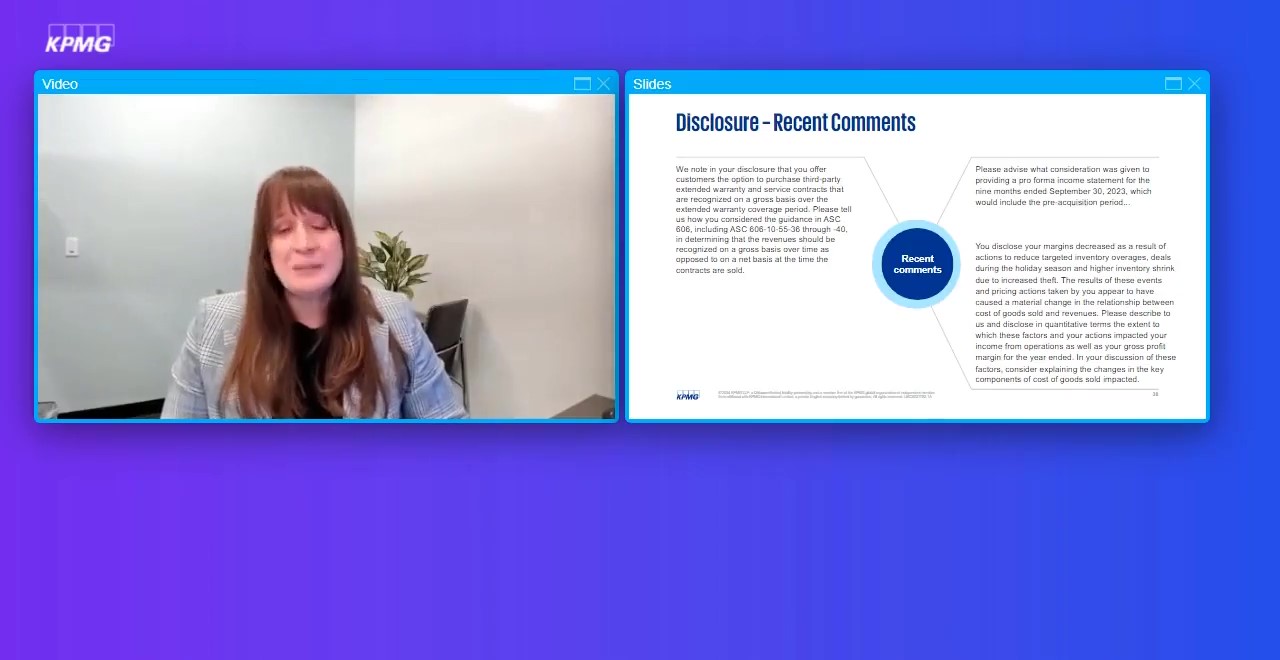 KPMG
Video
Slides
Disclosure – Recent Comments
We note in your disclosure that you offer
customers the option to purchase third-party
extended warranty and service contracts that
are recognized on a gross basis over the
extended warranty coverage period. Please tell
us how you considered the guidance in ASC
606, including ASC 606-10-55-36 through -40,
in determining that the revenues should be
recognized on a gross basis over time as
opposed to on a net basis at the time the
contracts are sold.
Recent
comments
Please advise what consideration was given to
providing a pro forma income statement for the
nine months ended September 30, 2023, which
would include the pre-acquisition period...
You disclose your margins decreased as a result of
actions to reduce targeted inventory overages, deals
during the holiday season and higher inventory shrink
due to increased theft. The results of these events
and pricing actions taken by you appear to have
caused a material change in the relationship between
cost of goods sold and revenues. Please describe to
us and disclose in quantitative terms the extent to
which these factors and your actions impacted your
income from operations as well as your gross profit
margin for the year ended. In your discussion of these
factors, consider explaining the changes in the key
components of cost of goods sold impacted.
KPMG